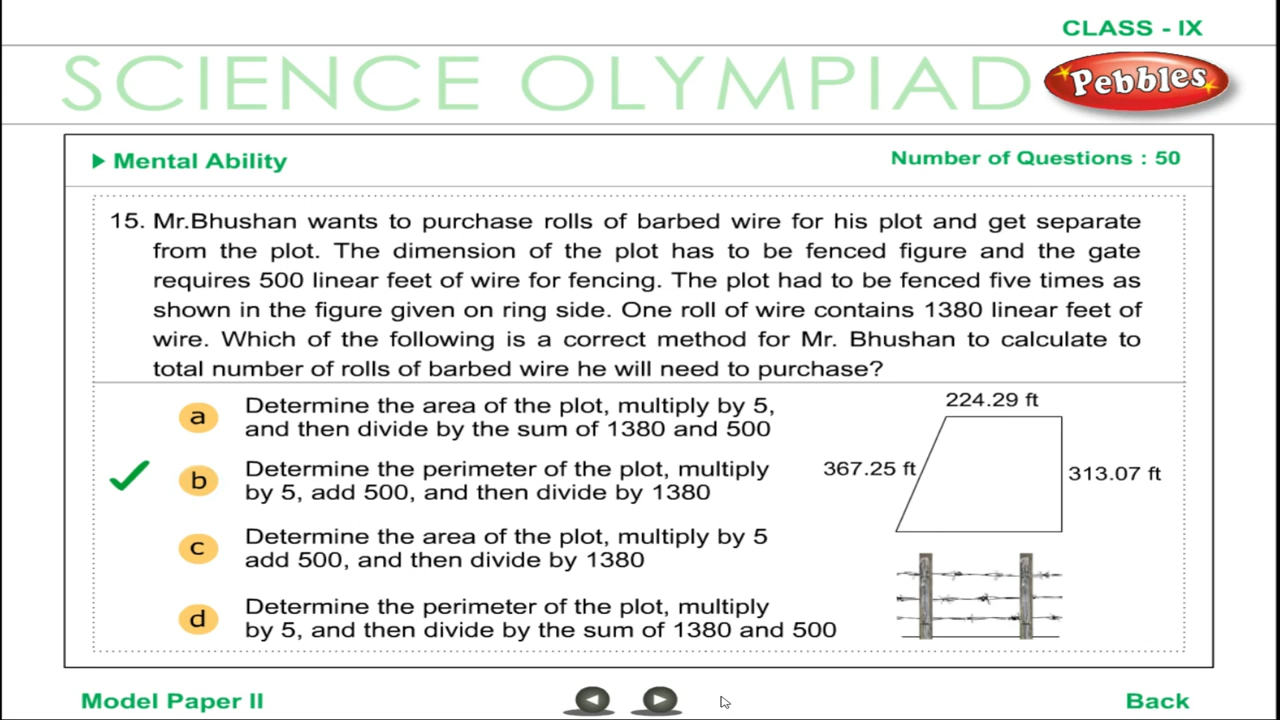 CLASS - IX
SCIENCE OLYMPIAD
Pebbles
Mental Ability
Number of Questions : 50
15. Mr.Bhushan wants to purchase rolls of barbed wire for his plot and get separate
from the plot. The dimension of the plot has to be fenced figure and the gate
requires 500 linear feet of wire for fencing. The plot had to be fenced five times as
shown in the figure given on ring side. One roll of wire contains 1380 linear feet of
wire. Which of the following is a correct method for Mr. Bhushan to calculate to
total number of rolls of barbed wire he will need to purchase?
a Determine the area of the plot, multiply by 5,
and then divide by the sum of 1380 and 500
b Determine the perimeter of the plot, multiply
by 5, add 500, and then divide by 1380
c Determine the area of the plot, multiply by 5
add 500, and then divide by 1380
d Determine the perimeter of the plot, multiply
by 5, and then divide by the sum of 1380 and 500
224.29 ft
367.25 ft
313.07 ft
Model Paper II
Back